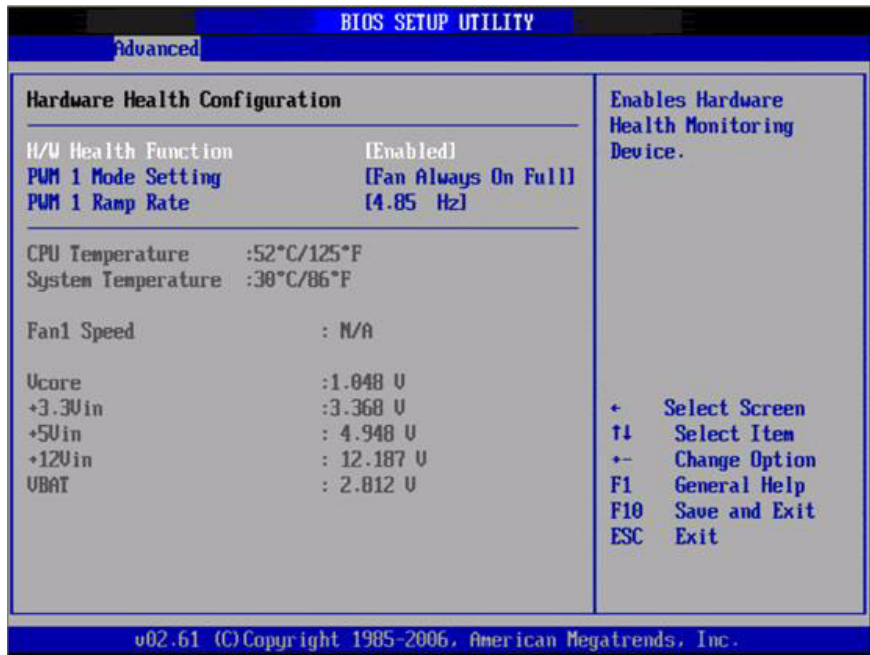 BIOS SETUP UTILITY
Advanced
Hardware Health Configuration
H/W Health Function [Enabled]
PWM 1 Mode Setting [Fan Always On Full]
PWM 1 Ramp Rate [4.85 Hz]
CPU Temperature :52°C/125°F
System Temperature :30°C/86°F
Fan1 Speed : N/A
Vcore :1.048 V
+3.3Vin :3.368 V
+5Vin : 4.948 V
+12Vin : 12.187 V
VBAT : 2.812 V
Enables Hardware
Health Monitoring
Device.
← Select Screen
↑↓ Select Item
+- Change Option
F1 General Help
F10 Save and Exit
ESC Exit
v02.61 (C)Copyright 1985-2006, American Megatrends, Inc.